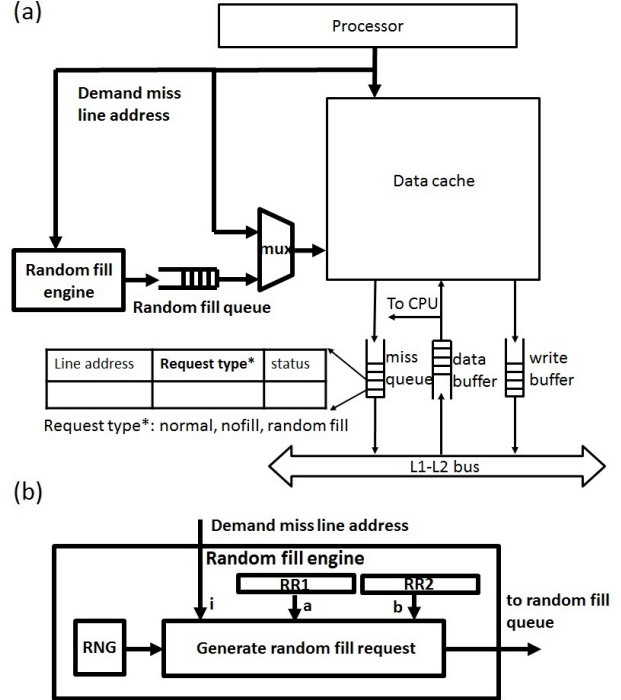 (a)
Processor
Demand miss
line address
Data cache
mux
Random fill
engine
Random fill queue
To CPU
Line address Request type* status
miss
queue
data
buffer
write
buffer
Request type*: normal, nofill, random fill
L1-L2 bus
(b)
Demand miss line address
Random fill engine
RR1 RR2
i a b
to random fill
queue
RNG
Generate random fill request